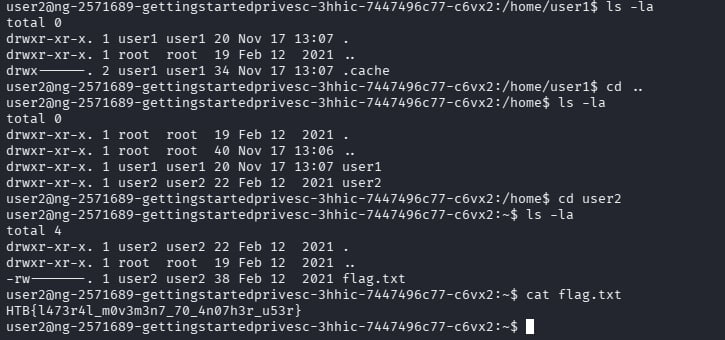 user2@ng-2571689-gettingstartedprivesc-3hhic-7447496c77-c6vx2:/home/user1$ ls -la
total 0
drwxr-xr-x. 1 user1 user1 20 Nov 17 13:07 .
drwxr-xr-x. 1 root  root  19 Feb 12  2021 ..
drwx------. 2 user1 user1 34 Nov 17 13:07 .cache
user2@ng-2571689-gettingstartedprivesc-3hhic-7447496c77-c6vx2:/home/user1$ cd ..
user2@ng-2571689-gettingstartedprivesc-3hhic-7447496c77-c6vx2:/home$ ls -la
total 0
drwxr-xr-x. 1 root  root  19 Feb 12  2021 .
drwxr-xr-x. 1 root  root  40 Nov 17 13:06 ..
drwxr-xr-x. 1 user1 user1 20 Nov 17 13:07 user1
drwxr-xr-x. 1 user2 user2 22 Feb 12  2021 user2
user2@ng-2571689-gettingstartedprivesc-3hhic-7447496c77-c6vx2:/home$ cd user2
user2@ng-2571689-gettingstartedprivesc-3hhic-7447496c77-c6vx2:~$ ls -la
total 4
drwxr-xr-x. 1 user2 user2 22 Feb 12  2021 .
drwxr-xr-x. 1 root  root  19 Feb 12  2021 ..
-rw-------. 1 user2 user2 38 Feb 12  2021 flag.txt
user2@ng-2571689-gettingstartedprivesc-3hhic-7447496c77-c6vx2:~$ cat flag.txt
HTB{l473r4l_m0v3m3n7_70_4n07h3r_u53r}
user2@ng-2571689-gettingstartedprivesc-3hhic-7447496c77-c6vx2:~$